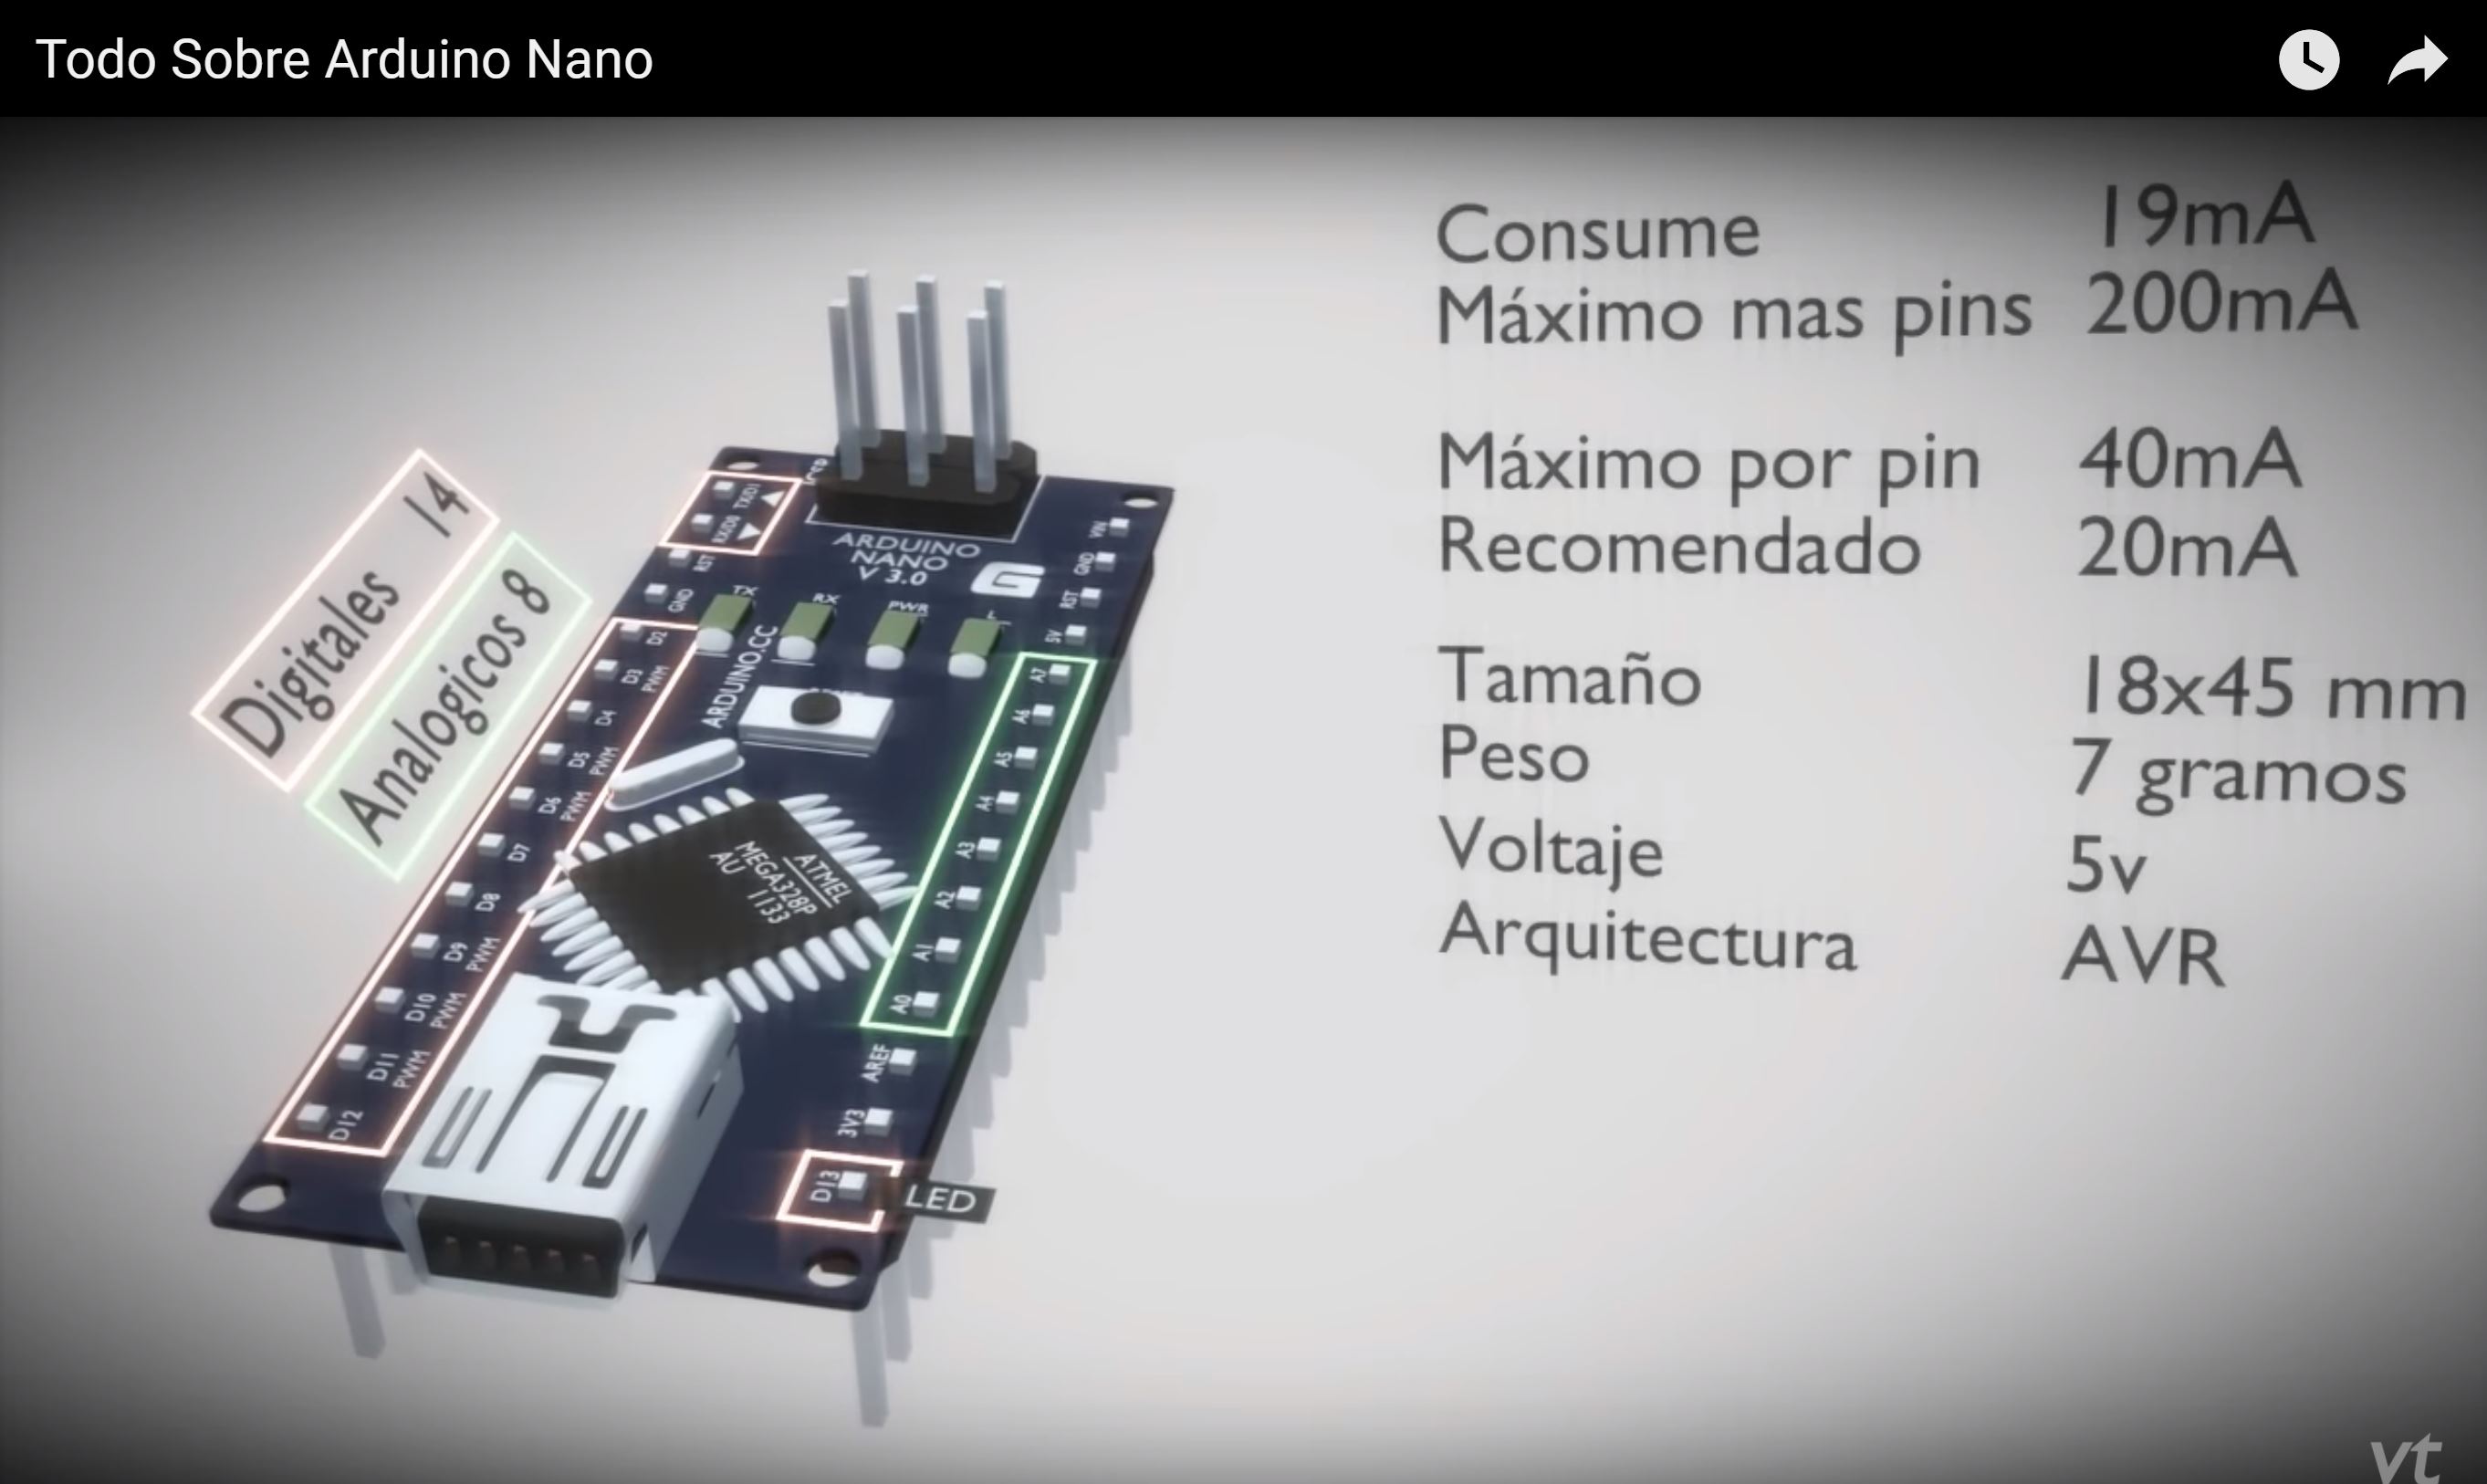 Todo Sobre Arduino Nano
Consume 19mA
Máximo mas pins 200mA
Máximo por pin 40mA
Recomendado 20mA
Tamaño 18x45 mm
Peso 7 gramos
Voltaje 5v
Arquitectura AVR
Digitales 14
Analogicos 8
ARDUINO
NANO
V 3.0
TX/D1
RX/D0
RST
GND
D2
D3 PWM
D4
D5 PWM
D6 PWM
D7
D8
D9 PWM
D10 PWM
D11 PWM
D12
TX
RX
PWR
L
ARDUINO.CC
ATMEL
MEGA328P
AU 1133
VIN
GND
RST
5V
A7
A6
A5
A4
A3
A2
A1
A0
AREF
3V3
D13
LED
vt